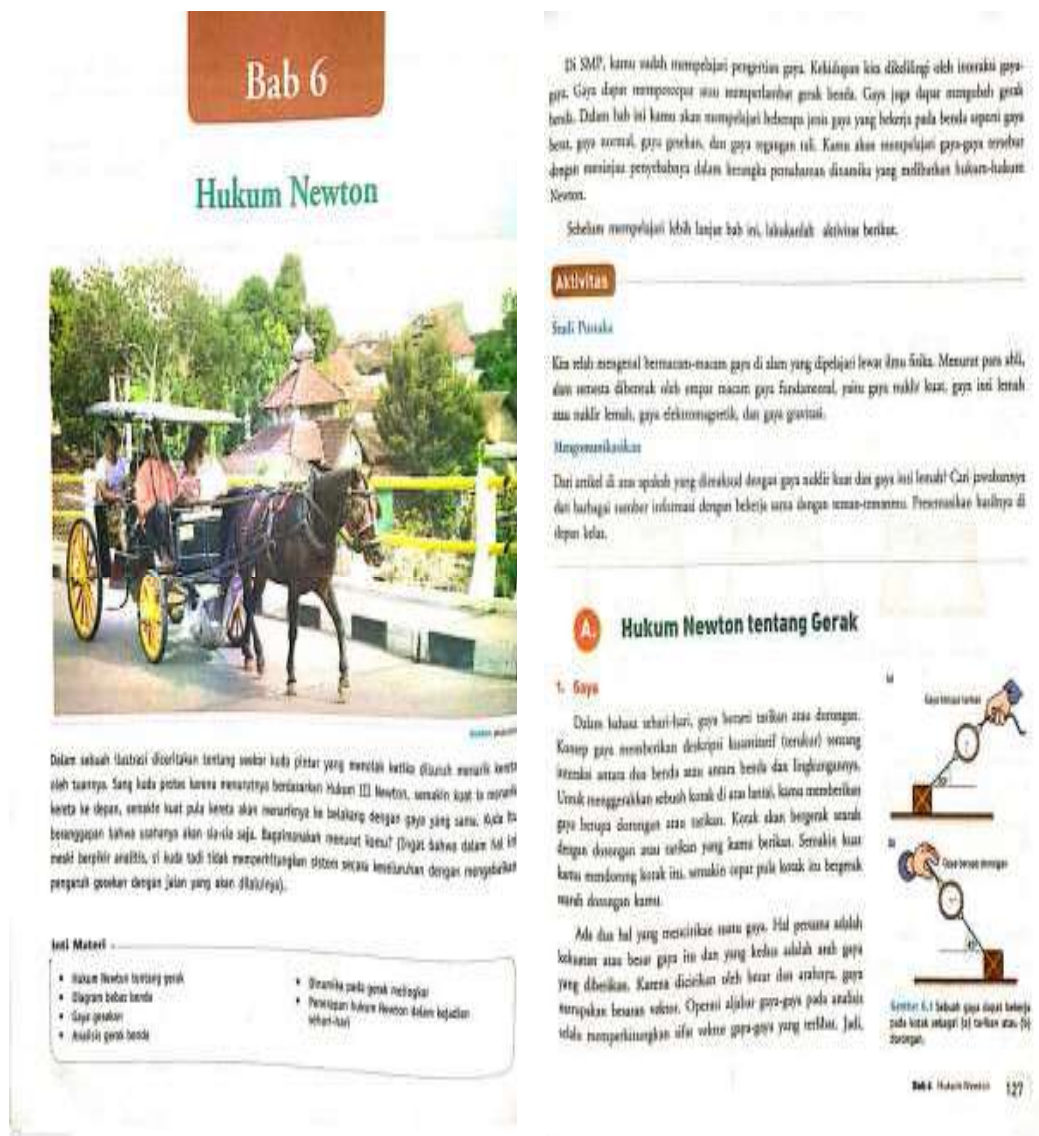 Bab 6
Hukum Newton
Dalam sebuah ilustrasi diceritakan tentang seekor kuda pintar yang menolak ketika disuruh menarik kereta
oleh tuannya. Sang kuda protes karena menurutnya berdasarkan Hukum III Newton, semakin kuat ia menarik
kereta ke depan, semakin kuat pula kereta akan menariknya ke belakang dengan gaya yang sama. Kuda itu
beranggapan bahwa usahanya akan sia-sia saja. Bagaimanakah menurut kamu? (Ingat bahwa dalam hal ini
meski berpikir analitis, si kuda tadi tidak memperhitungkan sistem secara keseluruhan dengan mengabaikan
pengaruh gesekan dengan jalan yang akan dilaluinya).
Inti Materi
• Hukum Newton tentang gerak
• Diagram bebas benda
• Gaya gesekan
• Analisis gerak benda
• Dinamika pada gerak melingkar
• Penerapan hukum Newton dalam kejadian
sehari-hari
Di SMP, kamu sudah mempelajari pengertian gaya. Kehidupan kita dikelilingi oleh interaksi gaya-
gaya. Gaya dapat mempercepat atau memperlambat gerak benda. Gaya juga dapat mengubah gerak
benda. Dalam bab ini kamu akan mempelajari beberapa jenis gaya yang bekerja pada benda seperti gaya
berat, gaya normal, gaya gesekan, dan gaya tegangan tali. Kamu akan mempelajari gaya-gaya tersebut
dengan meninjau penyebabnya dalam kerangka pemahaman dinamika yang melibatkan hukum-hukum
Newton.
Sebelum mempelajari lebih lanjut bab ini, lakukanlah aktivitas berikut.
Aktivitas
Studi Pustaka
Kita telah mengenal bermacam-macam gaya di alam yang dipelajari lewat ilmu fisika. Menurut para ahli,
alam semesta dibentuk oleh empat macam gaya fundamental, yaitu gaya nuklir kuat, gaya inti lemah
atau nuklir lemah, gaya elektromagnetik, dan gaya gravitasi.
Mengomunikasikan
Dari artikel di atas apakah yang dimaksud dengan gaya nuklir kuat dan gaya inti lemah? Cari jawabannya
dari berbagai sumber informasi dengan bekerja sama dengan teman-temanmu. Presentasikan hasilnya di
depan kelas.
A. Hukum Newton tentang Gerak
1. Gaya
Dalam bahasa sehari-hari, gaya berarti tarikan atau dorongan.
Konsep gaya memberikan deskripsi kuantitatif (terukur) tentang
interaksi antara dua benda atau antara benda dan lingkungannya.
Untuk menggerakkan sebuah kotak di atas lantai, kamu memberikan
gaya berupa dorongan atau tarikan. Kotak akan bergerak searah
dengan dorongan atau tarikan yang kamu berikan. Semakin kuat
kamu mendorong kotak itu, semakin cepat pula kotak itu bergerak
searah dorongan kamu.
Ada dua hal yang mencirikan suatu gaya. Hal pertama adalah
kekuatan atau besar gaya itu dan yang kedua adalah arah gaya
yang diberikan. Karena dicirikan oleh besar dan arahnya, gaya
merupakan besaran vektor. Operasi aljabar gaya-gaya pada analisis
selalu memperhitungkan sifat vektor gaya-gaya yang terlibat. Jadi,
(a)
Gaya berupa tarikan
(b)
Gaya berupa dorongan
Gambar 6.1 Sebuah gaya dapat bekerja
pada kotak sebagai (a) tarikan atau (b)
dorongan.
Bab 6 Hukum Newton 127